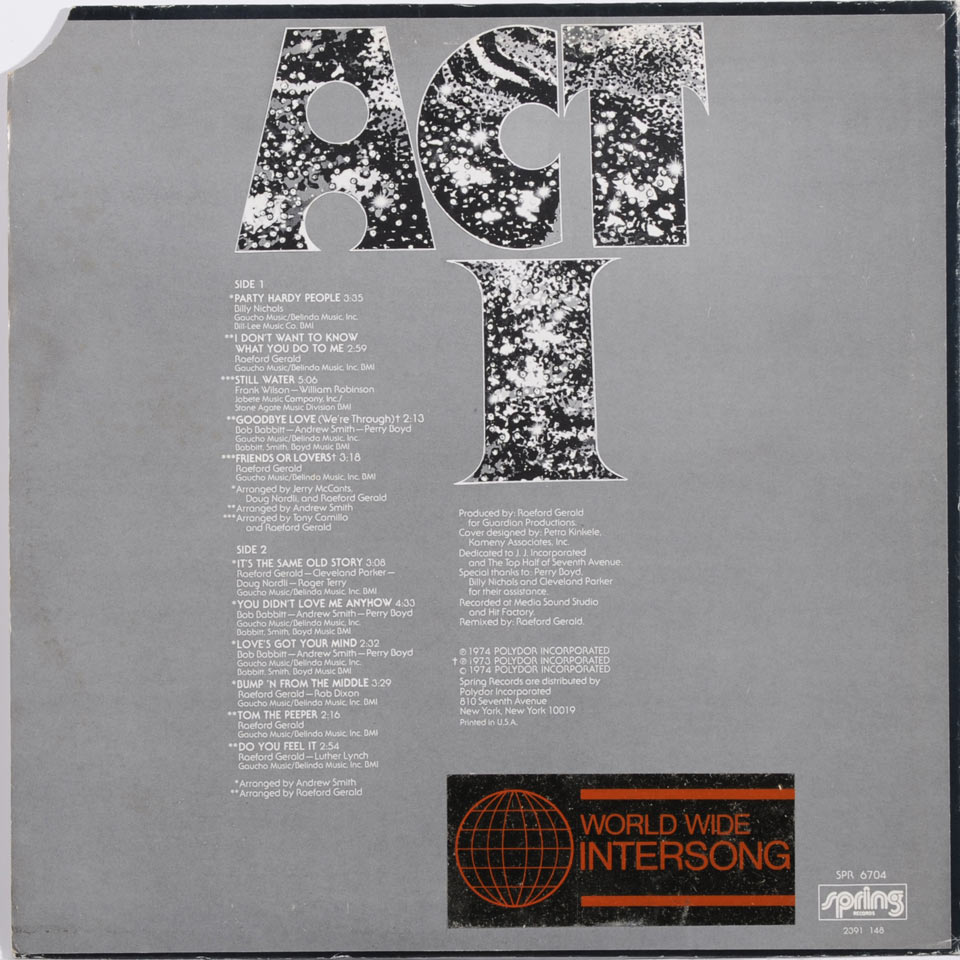 ACT
I
SIDE 1
*PARTY HARDY PEOPLE 3:35
Billy Nichols
Gaucho Music/Belinda Music, Inc.
Bill-Lee Music Co. BMI
**I DON'T WANT TO KNOW
WHAT YOU DO TO ME 2:59
Raeford Gerald
Gaucho Music/Belinda Music, Inc. BMI
***STILL WATER 5:06
Frank Wilson—William Robinson
Jobete Music Company, Inc./
Stone Agate Music Division BMI
**GOODBYE LOVE (We're Through)† 2:13
Bob Babbitt—Andrew Smith—Perry Boyd
Gaucho Music/Belinda Music, Inc.
Babbitt, Smith, Boyd Music BMI
***FRIENDS OR LOVERS† 3:18
Raeford Gerald
Gaucho Music/Belinda Music, Inc. BMI
*Arranged by Jerry McCants,
Doug Nordli, and Raeford Gerald
**Arranged by Andrew Smith
***Arranged by Tony Camillo
and Raeford Gerald
SIDE 2
*IT'S THE SAME OLD STORY 3:08
Raeford Gerald—Cleveland Parker—
Doug Nordli—Roger Terry
Gaucho Music/Belinda Music, Inc. BMI
*YOU DIDN'T LOVE ME ANYHOW 4:33
Bob Babbitt—Andrew Smith—Perry Boyd
Gaucho Music/Belinda Music, Inc.
Babbitt, Smith, Boyd Music BMI
*LOVE'S GOT YOUR MIND 2:32
Bob Babbitt—Andrew Smith—Perry Boyd
Gaucho Music/Belinda Music, Inc.
Babbitt, Smith, Boyd Music BMI
*BUMP 'N FROM THE MIDDLE 3:29
Raeford Gerald—Rob Dixon
Gaucho Music/Belinda Music, Inc. BMI
**TOM THE PEEPER 2:16
Raeford Gerald
Gaucho Music/Belinda Music, Inc. BMI
**DO YOU FEEL IT 2:54
Raeford Gerald—Luther Lynch
Gaucho Music/Belinda Music, Inc. BMI
*Arranged by Andrew Smith
**Arranged by Raeford Gerald
Produced by: Raeford Gerald
for Guardian Productions.
Cover designed by: Petra Kinkele,
Kameny Associates, Inc.
Dedicated to J. J. Incorporated
and The Top Half of Seventh Avenue.
Special thanks to: Perry Boyd,
Billy Nichols and Cleveland Parker
for their assistance.
Recorded at Media Sound Studio
and Hit Factory.
Remixed by: Raeford Gerald.
℗ 1974 POLYDOR INCORPORATED
† ℗ 1973 POLYDOR INCORPORATED
© 1974 POLYDOR INCORPORATED
Spring Records are distributed by
Polydor Incorporated
810 Seventh Avenue
New York, New York 10019
Printed in U.S.A.
WORLD WIDE
INTERSONG
SPR 6704
spring
RECORDS
2391 148